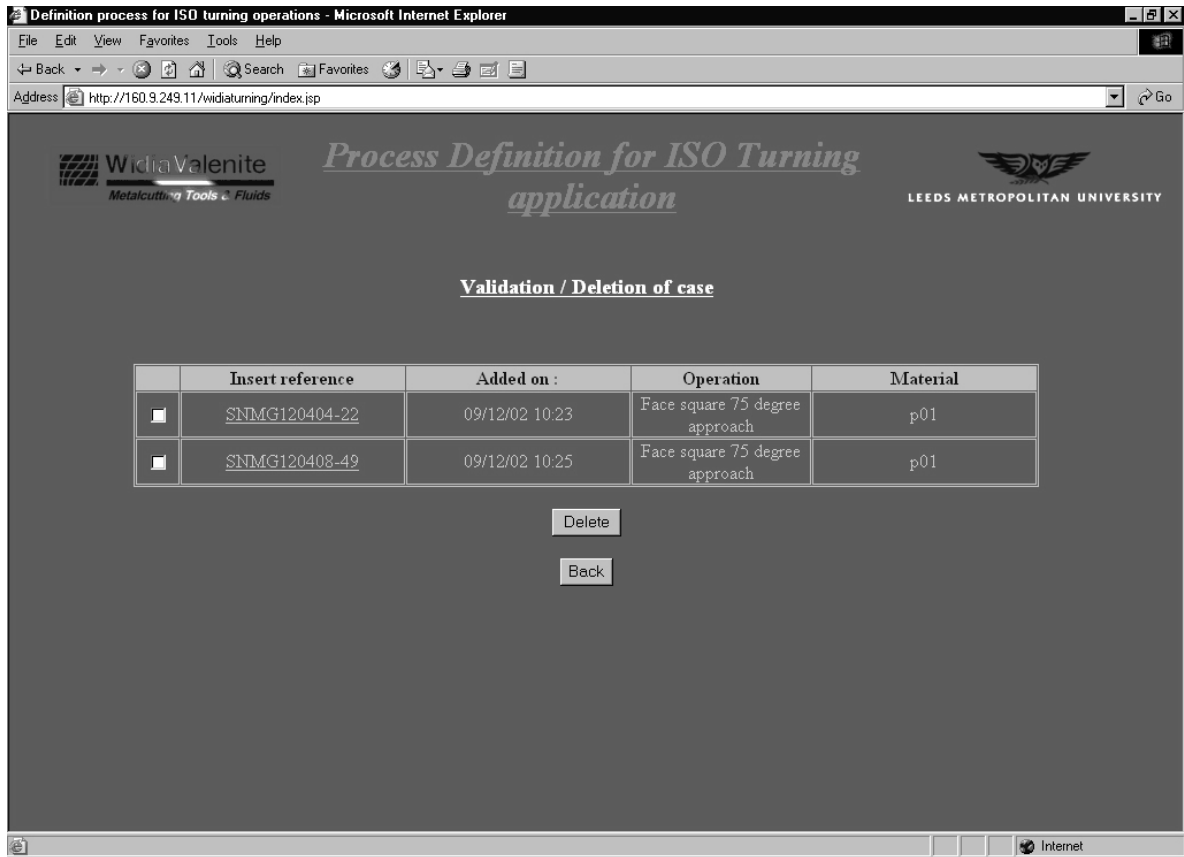 Definition process for ISO turning operations - Microsoft Internet Explorer
File Edit View Favorites Tools Help
Back Search Favorites
Address http://160.9.249.11/widiaturning/index.jsp Go
WidiaValenite
Metalcutting Tools & Fluids
Process Definition for ISO Turning
application
LEEDS METROPOLITAN UNIVERSITY
Validation / Deletion of case
Insert reference Added on : Operation Material
SNMG120404-22 09/12/02 10:23 Face square 75 degree approach p01
SNMG120408-49 09/12/02 10:25 Face square 75 degree approach p01
Delete
Back
Internet